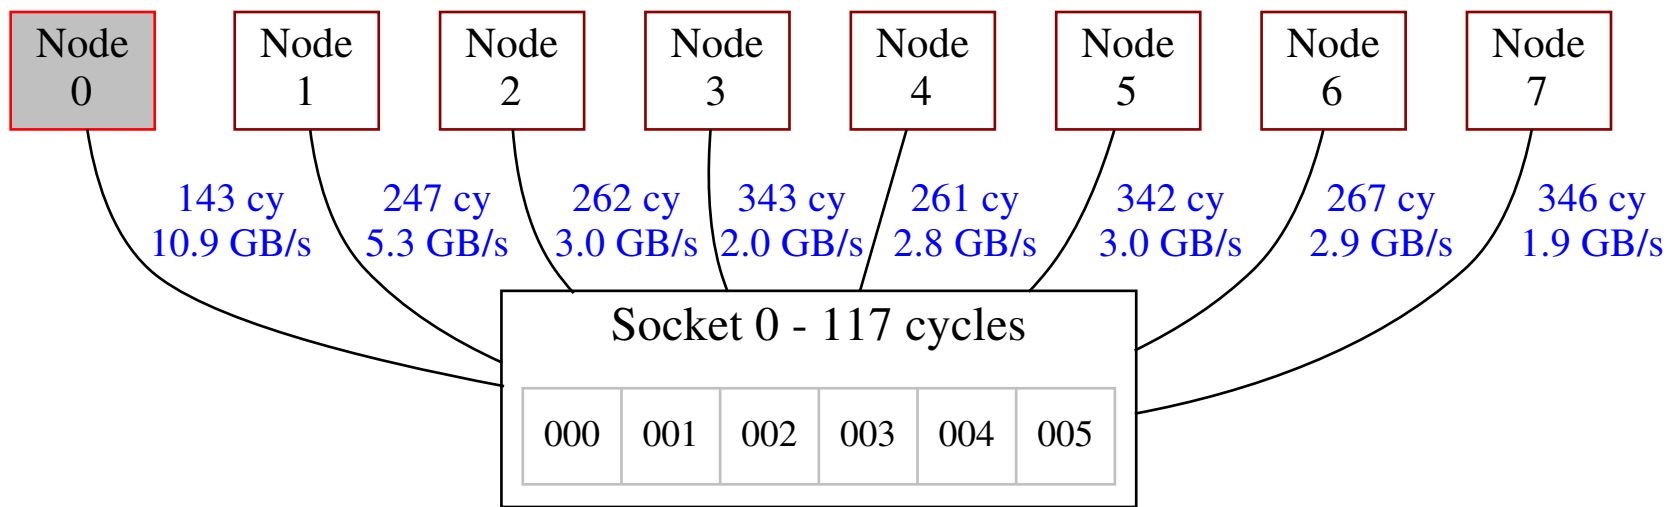 Node
0
Node
1
Node
2
Node
3
Node
4
Node
5
Node
6
Node
7
143 cy
10.9 GB/s
247 cy
5.3 GB/s
262 cy
3.0 GB/s
343 cy
2.0 GB/s
261 cy
2.8 GB/s
342 cy
3.0 GB/s
267 cy
2.9 GB/s
346 cy
1.9 GB/s
Socket 0 - 117 cycles
000 001 002 003 004 005